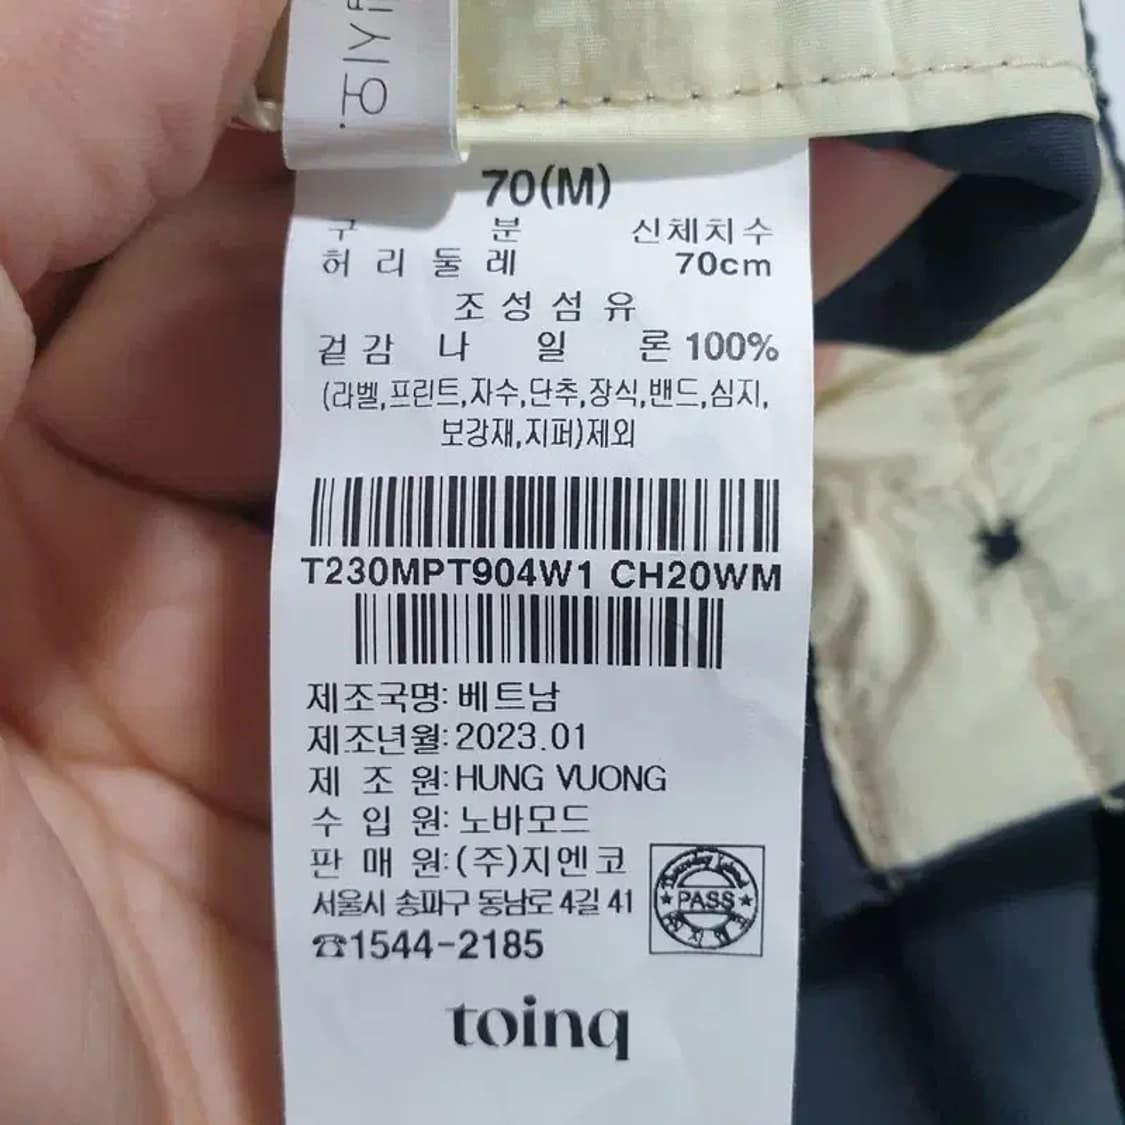 70(M)
구 분 신체치수
허리둘레 70cm
조성섬유
겉감 나일론 100%
(라벨,프린트,자수,단추,장식,밴드,심지,
보강재,지퍼)제외
T230MPT904W1 CH20WM
제조국명: 베트남
제조년월: 2023.01
제조원: HUNG VUONG
수입원: 노바모드
판매원: (주)지엔코
서울시 송파구 동남로 4길 41
☎1544-2185
★PASS★
toinq